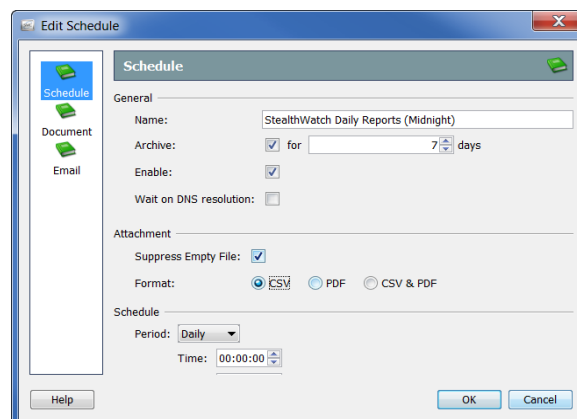 Edit Schedule
Schedule
Document
Email
Schedule
General
Name: StealthWatch Daily Reports (Midnight)
Archive: for 7 days
Enable:
Wait on DNS resolution:
Attachment
Suppress Empty File:
Format: CSV PDF CSV & PDF
Schedule
Period: Daily
Time: 00:00:00
Help OK Cancel